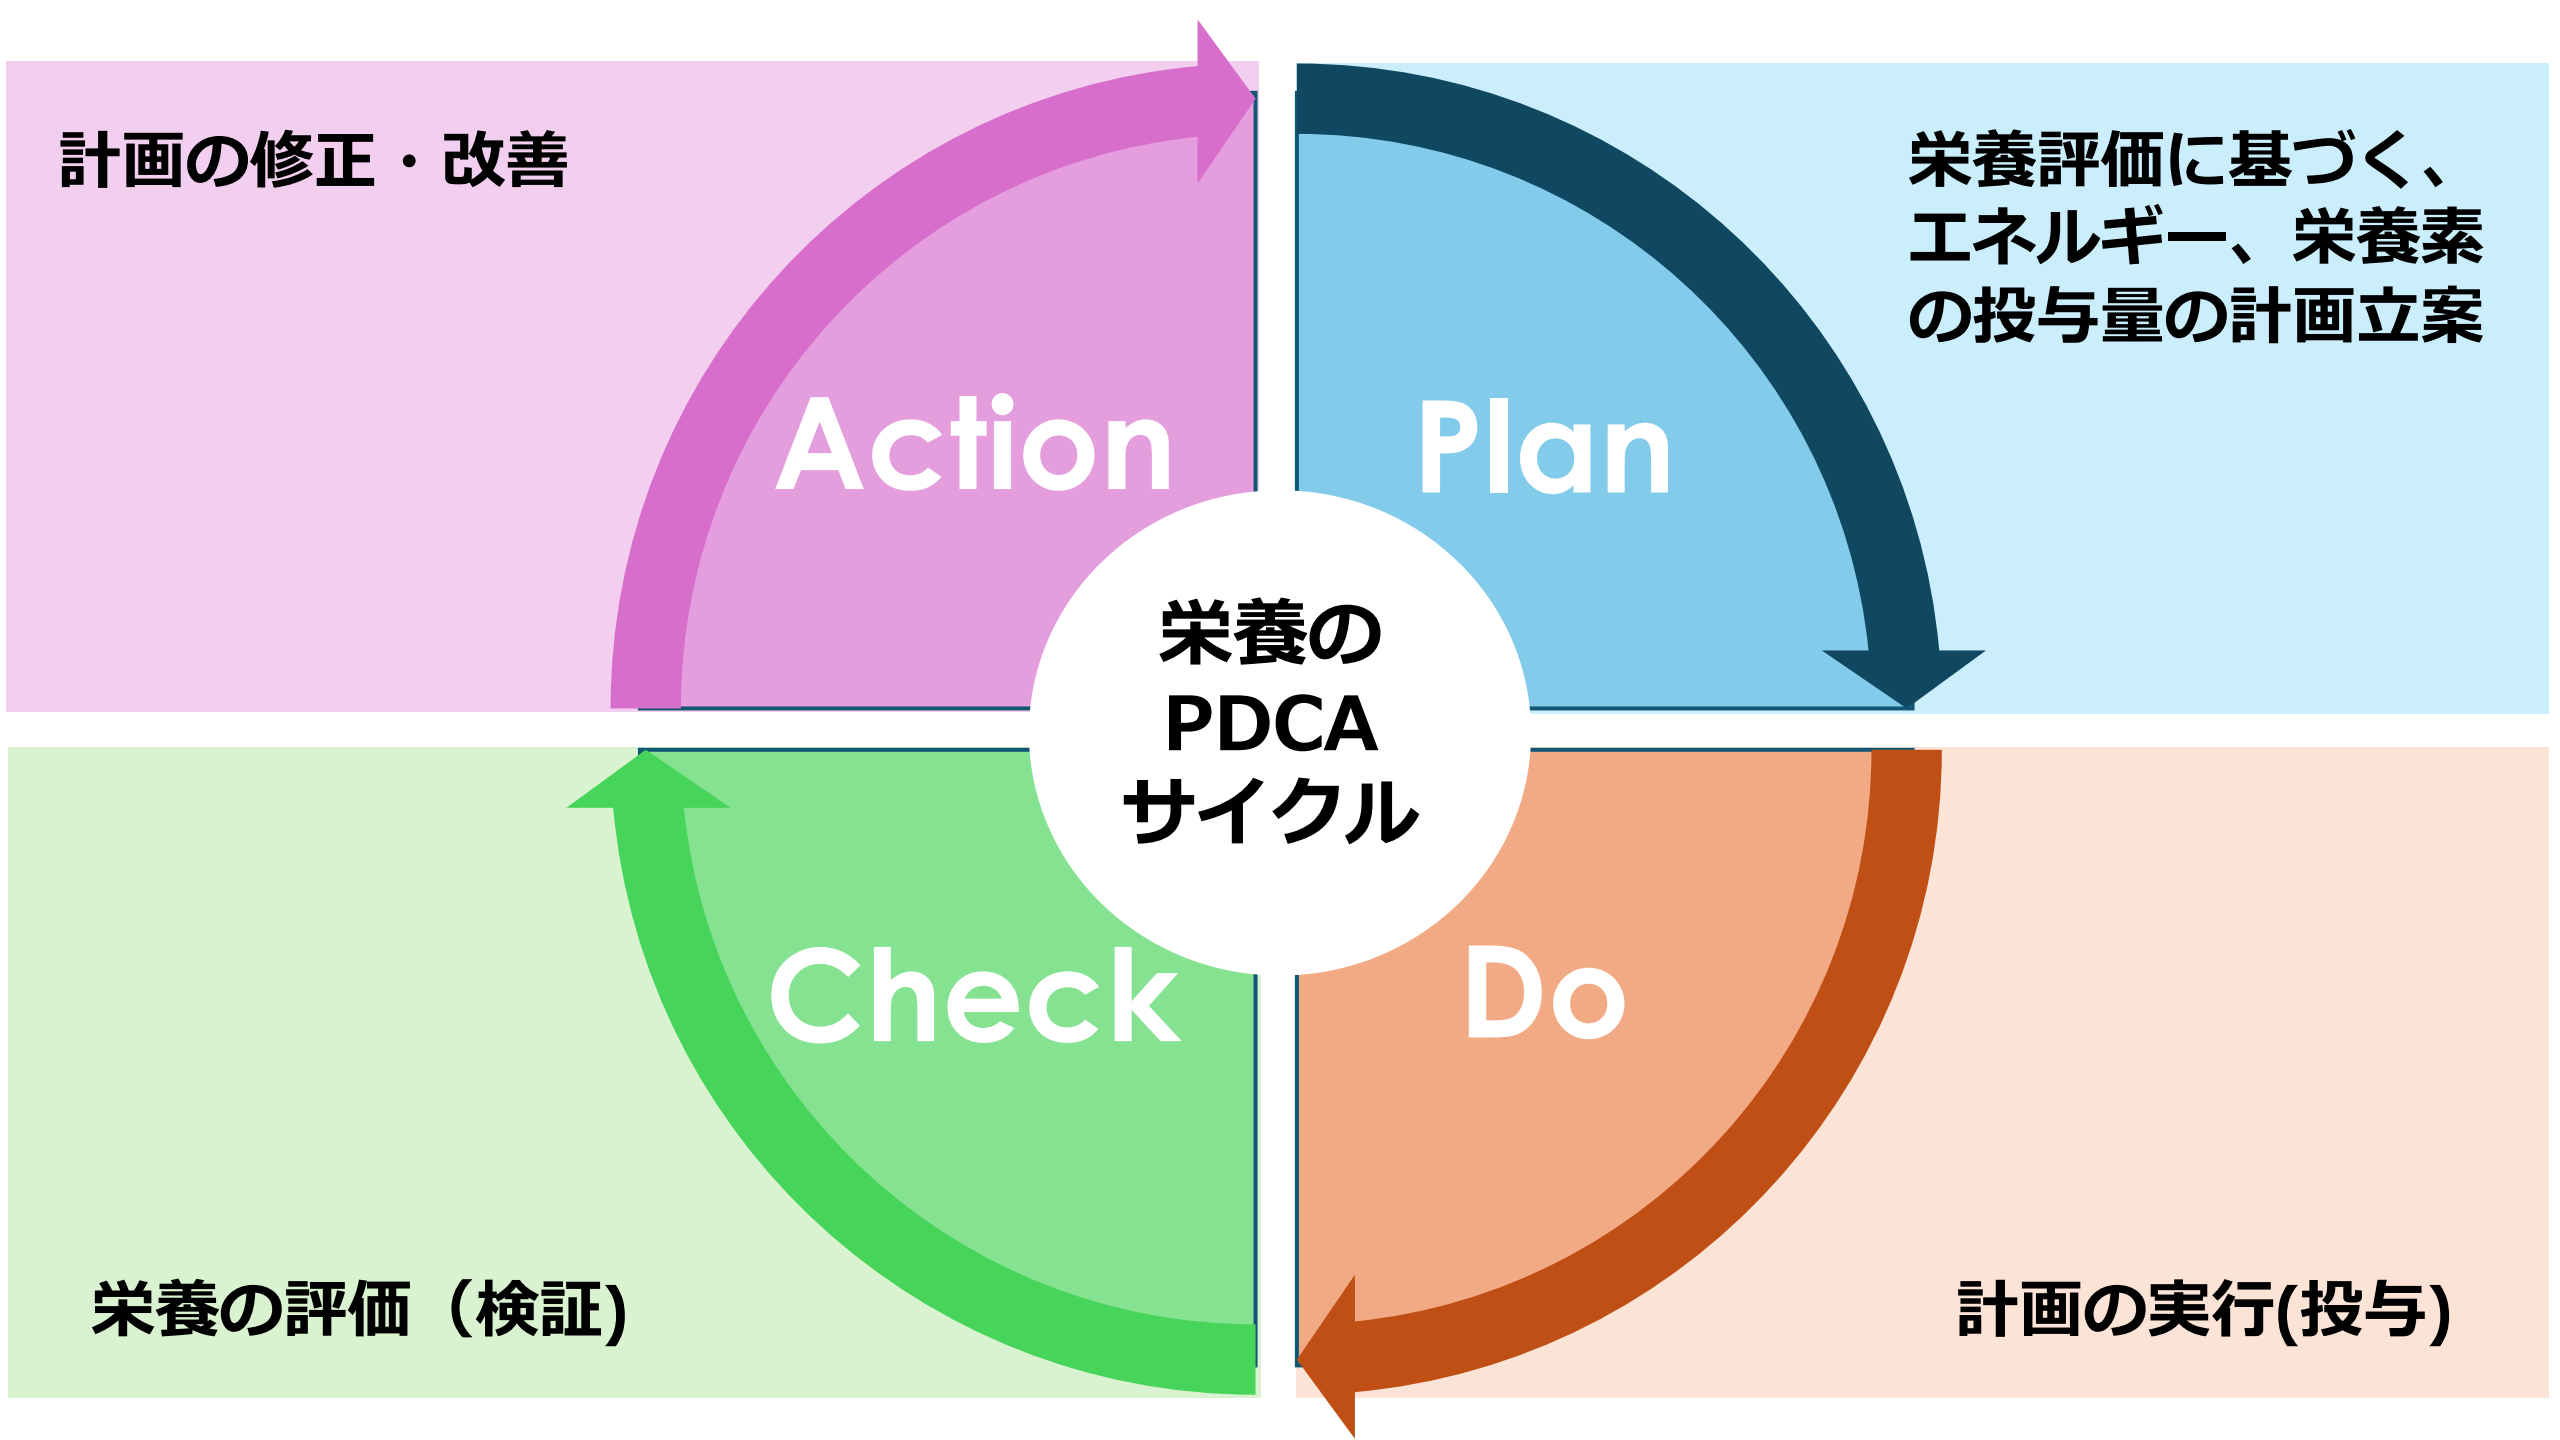 計画の修正・改善
Action
Plan
栄養評価に基づく、
エネルギー、栄養素
の投与量の計画立案
栄養の
PDCA
サイクル
Check
栄養の評価（検証)
Do
計画の実行(投与)